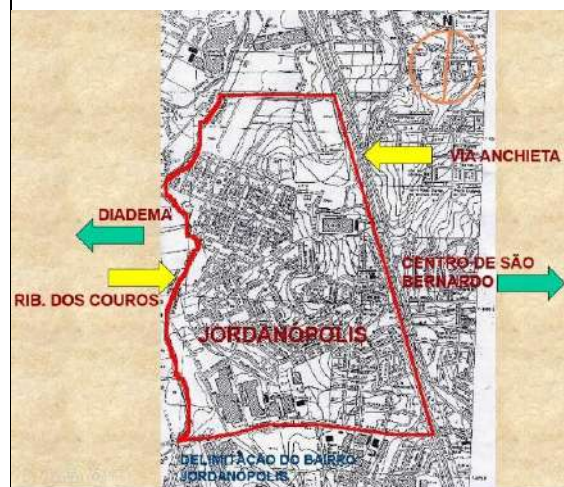 N
VIA ANCHIETA
DIADEMA
CENTRO DE SÃO
BERNARDO
RIB. DOS COUROS
JORDANÓPOLIS
DELIMITAÇÃO DO BAIRRO
JORDANÓPOLIS